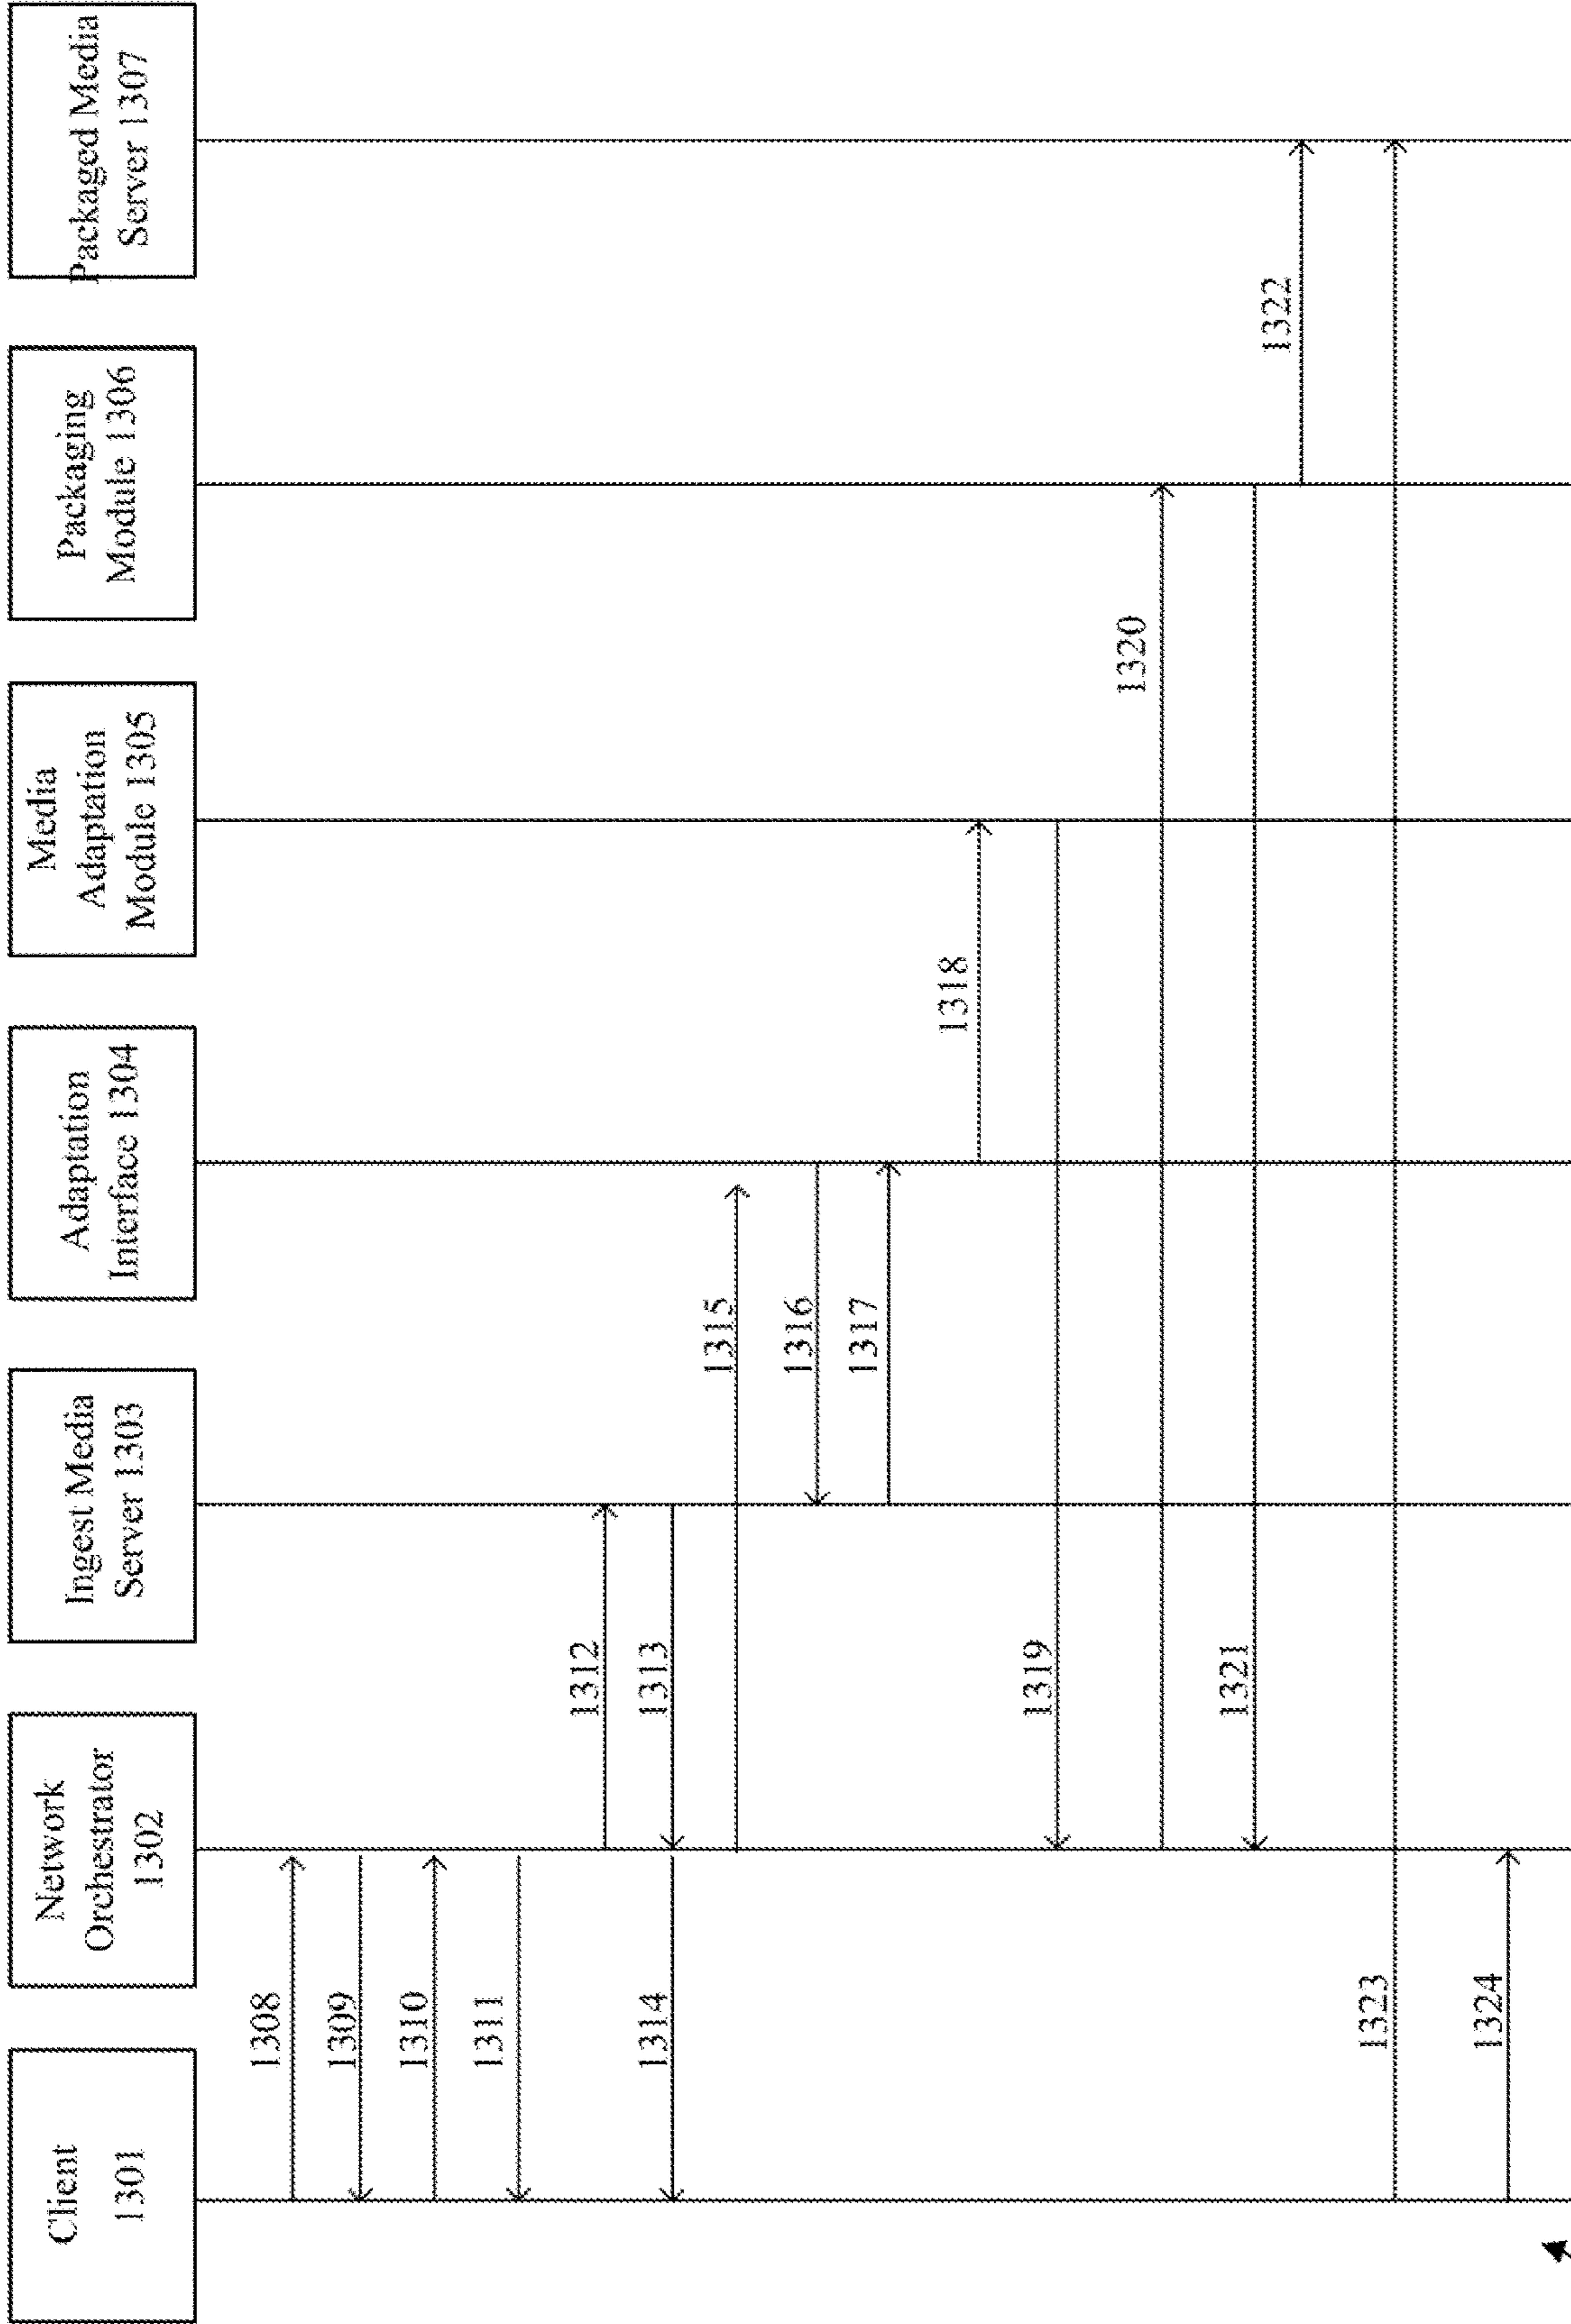 Client
1301
Network
Orchestrator
1302
Ingest Media
Server 1303
Adaptation
Interface 1304
Media
Adaptation
Module 1305
Packaging
Module 1306
Packaged Media
Server 1307
1308
1309
1310
1311
1312
1313
1314
1315
1316
1317
1318
1319
1320
1321
1322
1323
1324